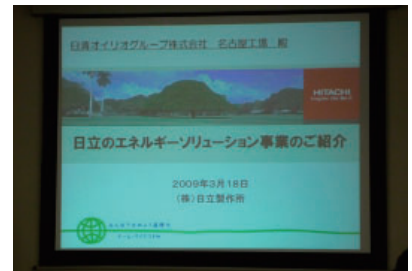 日清オイリオグループ株式会社 名古屋工場 殿
HITACHI
Inspire the Next
日立のエネルギーソリューション事業のご紹介
2009年3月18日
(株)日立製作所